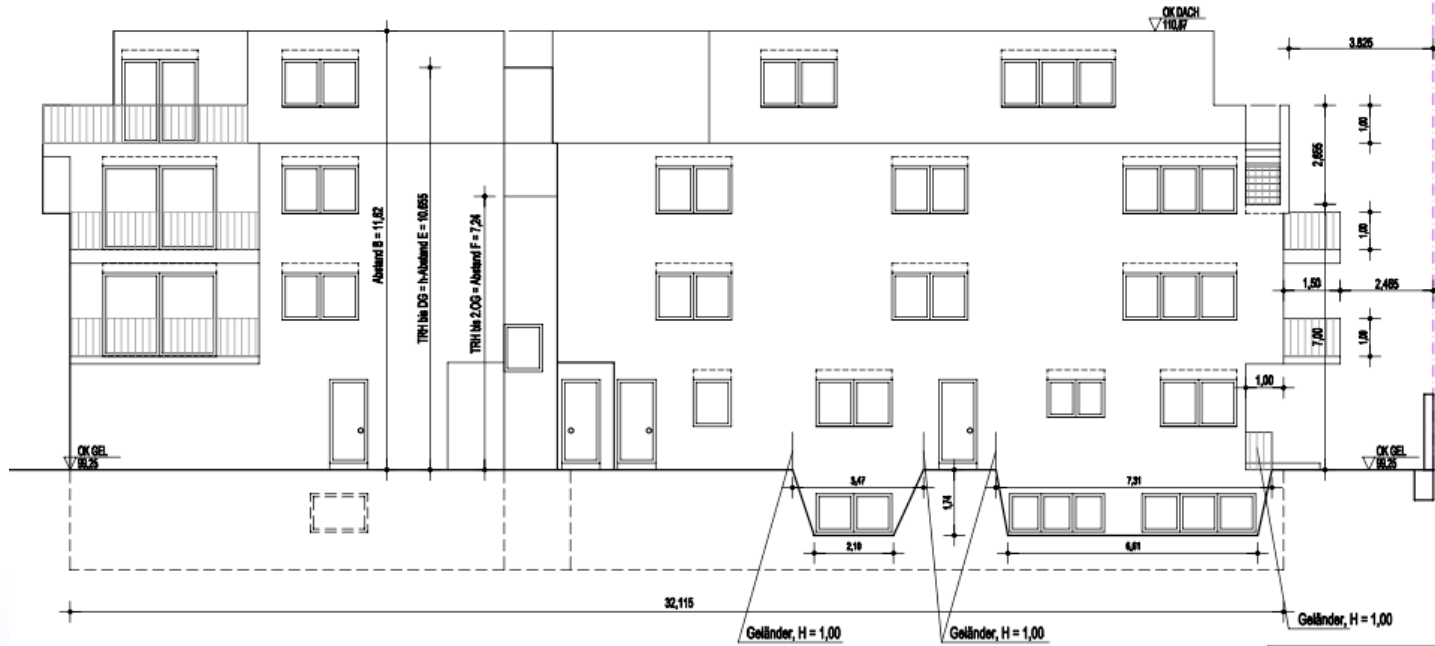 OK DACH
110,87
3.825
1,00
2,655
Abstand B = 11,62
TRH bis DG = h-Abstand E = 10.655
TRH bis 2.OG = Abstand F = 7,24
1,00
1,50
2,485
7,00
1,00
1,00
OK GEL
99,25
OK GEL
99,25
3,47
1,74
7,31
2,10
6,61
32,115
Geländer, H = 1,00
Geländer, H = 1,00
Geländer, H = 1,00